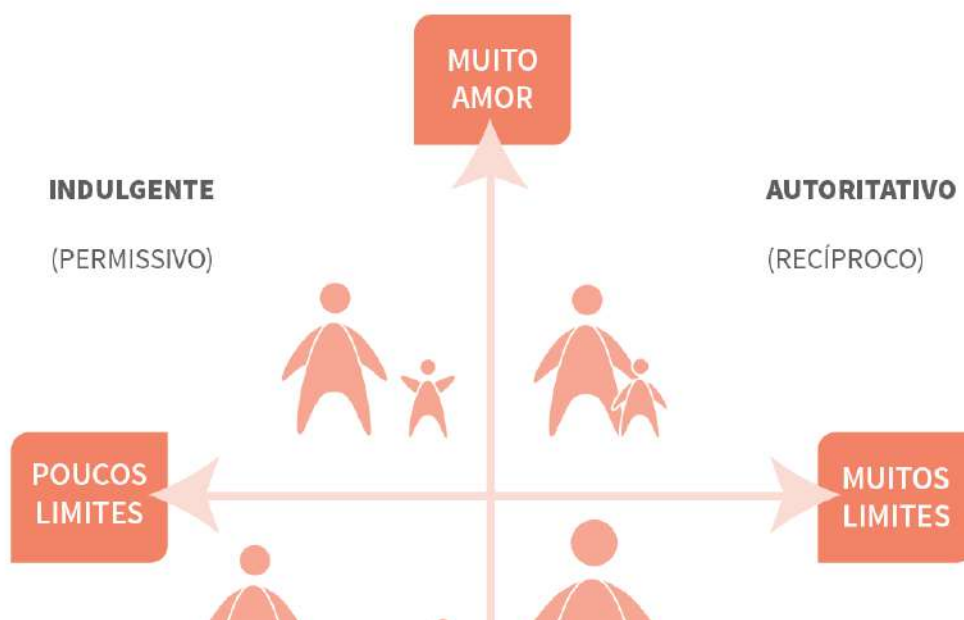 MUITO
AMOR
INDULGENTE
AUTORITATIVO
(PERMISSIVO)
(RECÍPROCO)
POUCOS
LIMITES
MUITOS
LIMITES